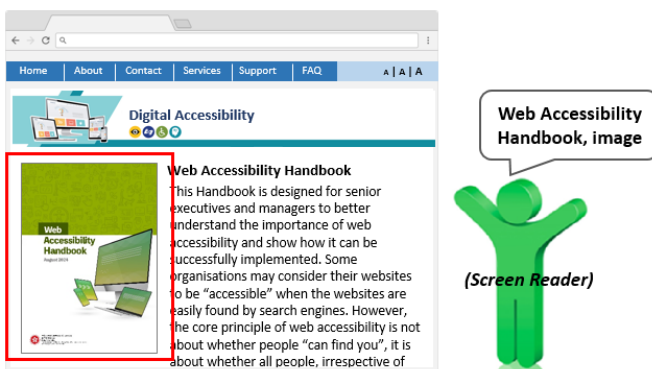 Home About Contact Services Support FAQ A | A | A
Digital Accessibility
Web
Accessibility
Handbook
August 2024
Web Accessibility Handbook
This Handbook is designed for senior
executives and managers to better
understand the importance of web
accessibility and show how it can be
successfully implemented. Some
organisations may consider their websites
to be “accessible” when the websites are
easily found by search engines. However,
the core principle of web accessibility is not
about whether people “can find you”, it is
about whether all people, irrespective of
Web Accessibility
Handbook, image
(Screen Reader)